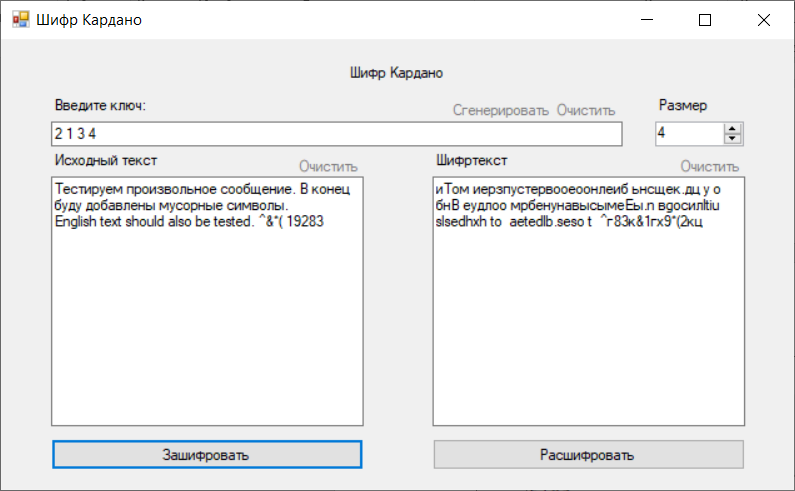 Шифр Кардано
Шифр Кардано
Введите ключ:
Сгенерировать Очистить
Размер
2 1 3 4
4
Исходный текст
Очистить
Шифртекст
Очистить
Тестируем произвольное сообщение. В конец
буду добавлены мусорные символы.
English text should also be tested. ^&*( 19283
иТом иерзпустервооеоонлеиб ьнсщек.дц у о
бнВ еудлоо мрбенунавысымеЕы.n вgосилltiu
slsedhxh to  aetedlb.seso t  ^г83к&1гх9*(2кц
Зашифровать
Расшифровать